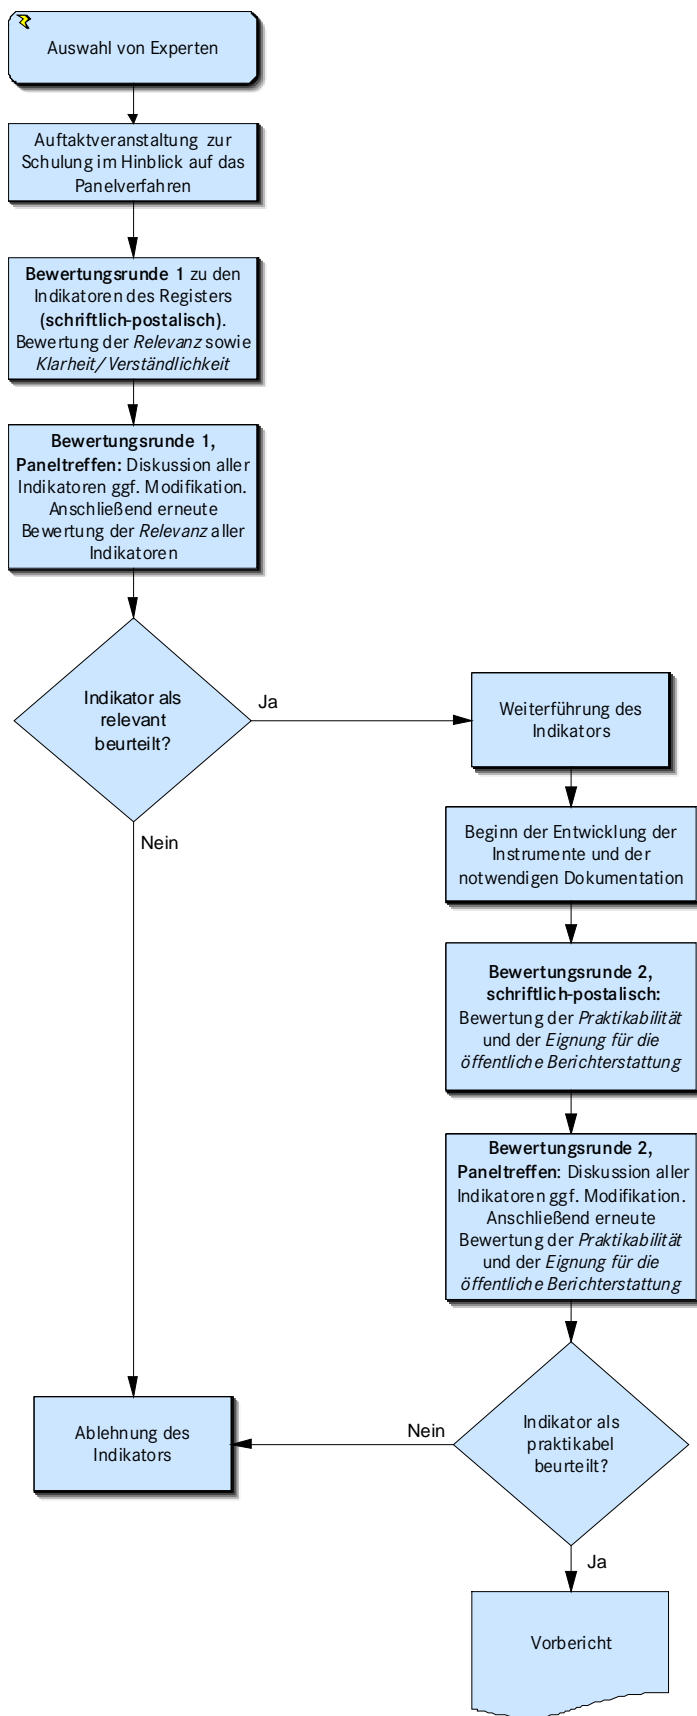 Auswahl von Experten
Auftaktveranstaltung zur
Schulung im Hinblick auf das
Panelverfahren
Bewertungsrunde 1 zu den
Indikatoren des Registers
(schriftlich-postalisch).
Bewertung der Relevanz sowie
Klarheit/Verständlichkeit
Bewertungsrunde 1,
Paneltreffen: Diskussion aller
Indikatoren ggf. Modifikation.
Anschließend erneute
Bewertung der Relevanz aller
Indikatoren
Indikator als
relevant
beurteilt?
Ja
Nein
Weiterführung des
Indikators
Beginn der Entwicklung der
Instrumente und der
notwendigen Dokumentation
Bewertungsrunde 2,
schriftlich-postalisch:
Bewertung der Praktikabilität
und der Eignung für die
öffentliche Berichterstattung
Bewertungsrunde 2,
Paneltreffen: Diskussion aller
Indikatoren ggf. Modifikation.
Anschließend erneute
Bewertung der Praktikabilität
und der Eignung für die
öffentliche Berichterstattung
Indikator als
praktikabel
beurteilt?
Nein
Ablehnung des
Indikators
Ja
Vorbericht